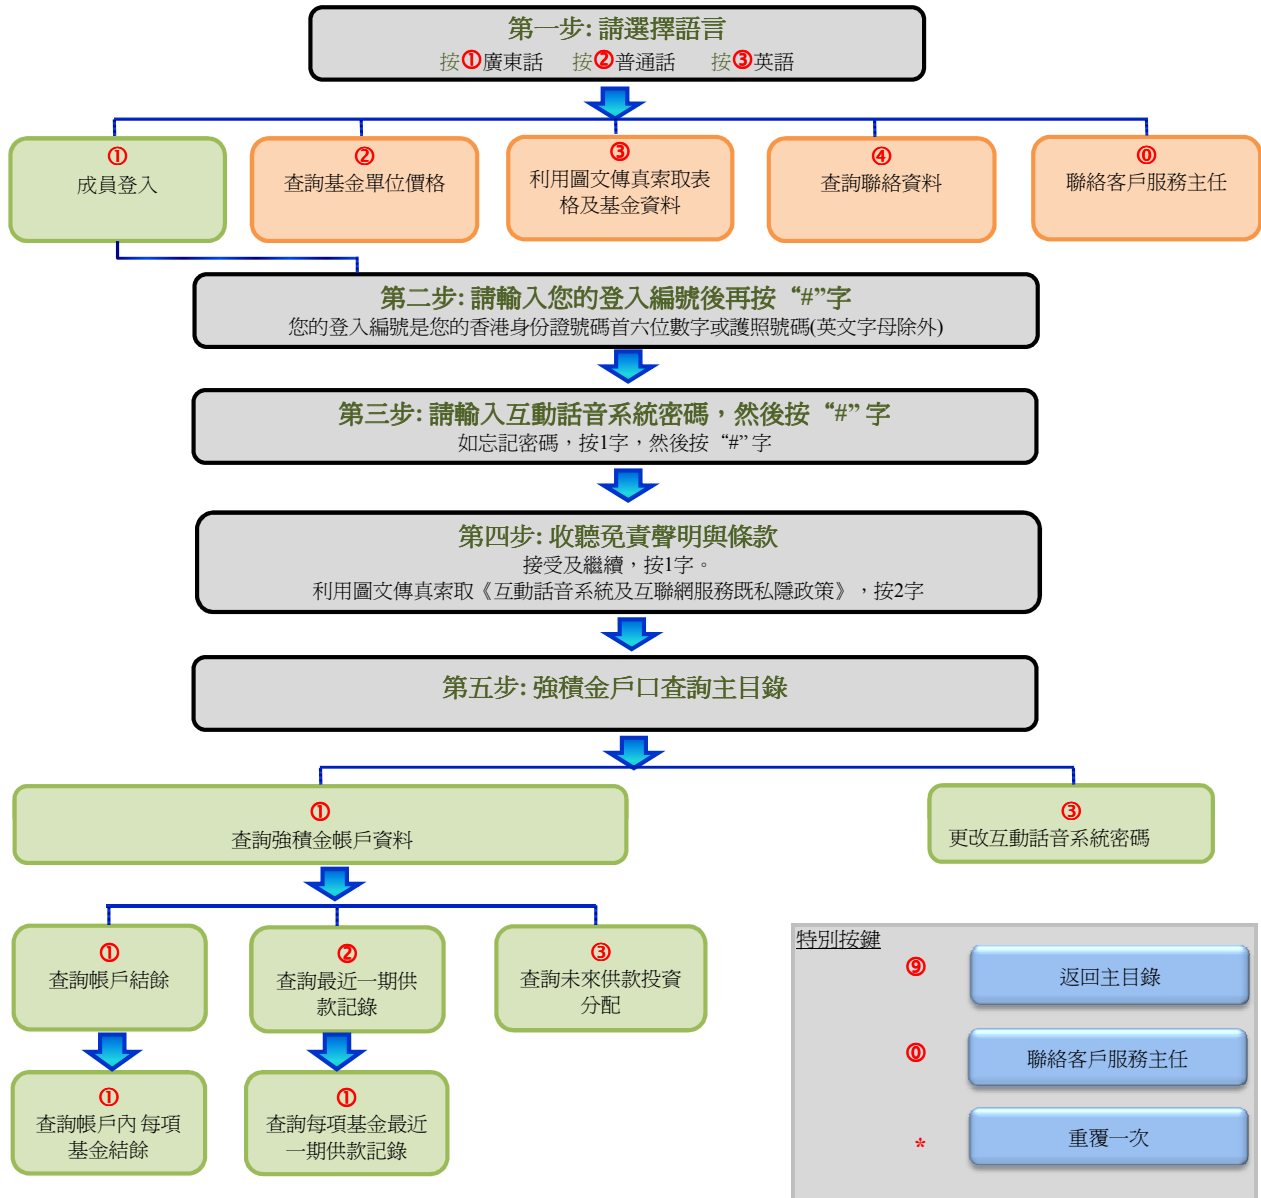 第一步: 請選擇語言
按①廣東話 按②普通話 按③英語
①
成員登入
②
查詢基金單位價格
③
利用圖文傳真索取表
格及基金資料
④
查詢聯絡資料
⓪
聯絡客戶服務主任
第二步: 請輸入您的登入編號後再按“#”字
您的登入編號是您的香港身份證號碼首六位數字或護照號碼(英文字母除外)
第三步: 請輸入互動話音系統密碼，然後按“#” 字
如忘記密碼，按1字，然後按“#” 字
第四步: 收聽免責聲明與條款
接受及繼續，按1字。
利用圖文傳真索取《互動話音系統及互聯網服務既私隱政策》，按2字
第五步: 強積金戶口查詢主目錄
①
查詢強積金帳戶資料
③
更改互動話音系統密碼
①
查詢帳戶結餘
②
查詢最近一期供
款記錄
③
查詢未來供款投資
分配
①
查詢帳戶內 每項
基金結餘
①
查詢每項基金最近
一期供款記錄
特別按鍵
⑨ 返回主目錄
⓪ 聯絡客戶服務主任
* 重覆一次